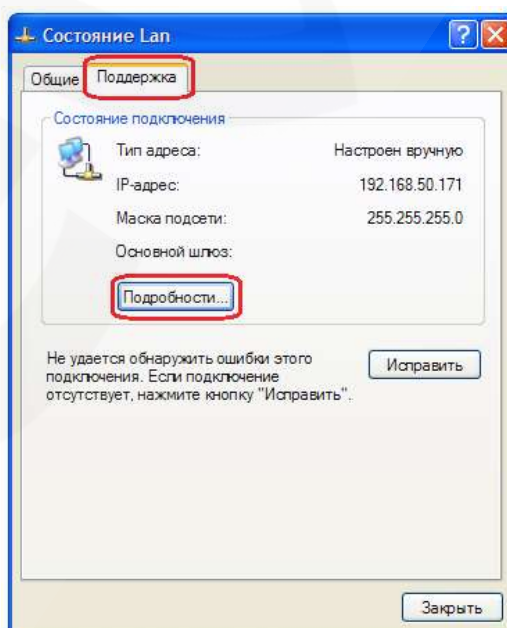 Состояние Lan
Общие Поддержка
Состояние подключения
Тип адреса: Настроен вручную
IP-адрес: 192.168.50.171
Маска подсети: 255.255.255.0
Основной шлюз:
Подробности...
Не удается обнаружить ошибки этого
подключения. Если подключение
отсутствует, нажмите кнопку "Исправить".
Исправить
Закрыть